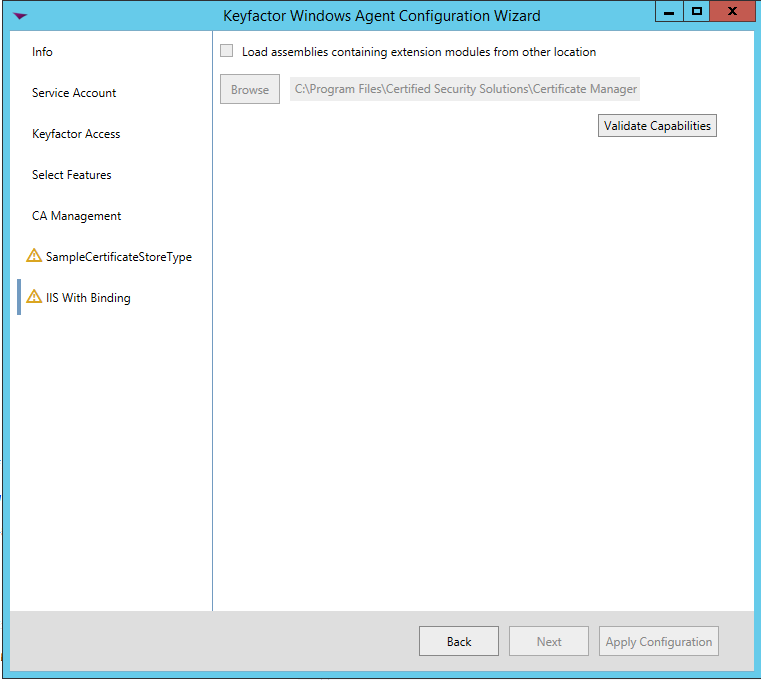 Keyfactor Windows Agent Configuration Wizard
Info
Service Account
Keyfactor Access
Select Features
CA Management
SampleCertificateStoreType
IIS With Binding
Load assemblies containing extension modules from other location
Browse
C:\Program Files\Certified Security Solutions\Certificate Manager
Validate Capabilities
Back
Next
Apply Configuration